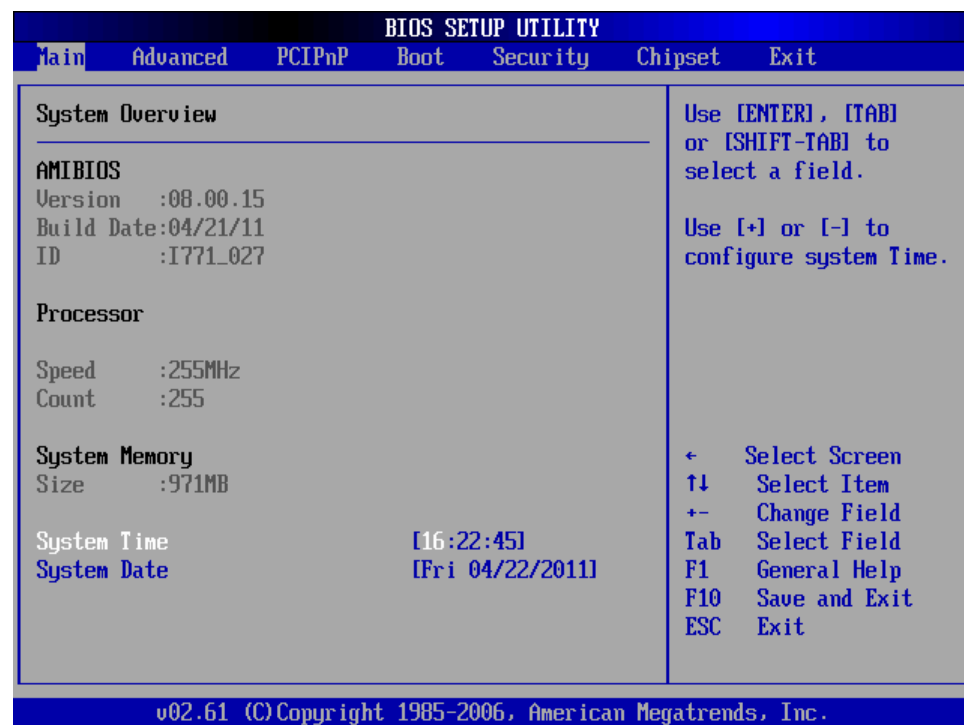 BIOS SETUP UTILITY
Main Advanced PCIPnP Boot Security Chipset Exit
System Overview
AMIBIOS
Version :08.00.15
Build Date:04/21/11
ID :I771_027
Processor
Speed :255MHz
Count :255
System Memory
Size :971MB
System Time [16:22:45]
System Date [Fri 04/22/2011]
Use [ENTER], [TAB]
or [SHIFT-TAB] to
select a field.
Use [+] or [-] to
configure system Time.
← Select Screen
↑↓ Select Item
+- Change Field
Tab Select Field
F1 General Help
F10 Save and Exit
ESC Exit
v02.61 (C)Copyright 1985-2006, American Megatrends, Inc.